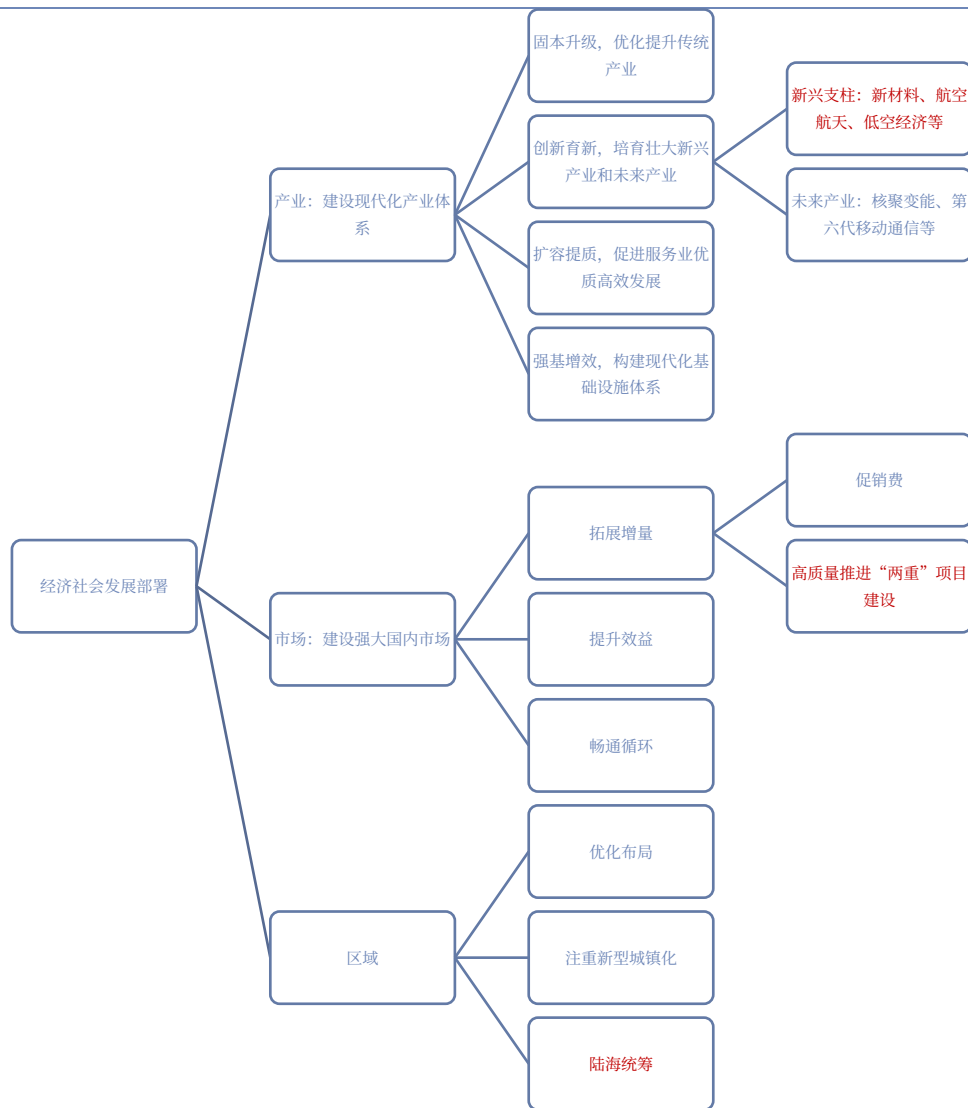 经济社会发展部署
产业：建设现代化产业体
系
固本升级，优化提升传统
产业
创新育新，培育壮大新兴
产业和未来产业
新兴支柱：新材料、航空
航天、低空经济等
未来产业：核聚变能、第
六代移动通信等
扩容提质，促进服务业优
质高效发展
强基增效，构建现代化基
础设施体系
市场：建设强大国内市场
拓展增量
促销费
高质量推进“两重”项目
建设
提升效益
畅通循环
区域
优化布局
注重新型城镇化
陆海统筹